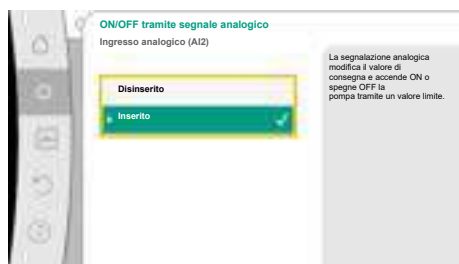 ON/OFF tramite segnale analogico
Ingresso analogico (AI2)
Disinserito
Inserito
La segnalazione analogica
modifica il valore di
consegna e accende ON o
spegne OFF la
pompa tramite un valore limite.